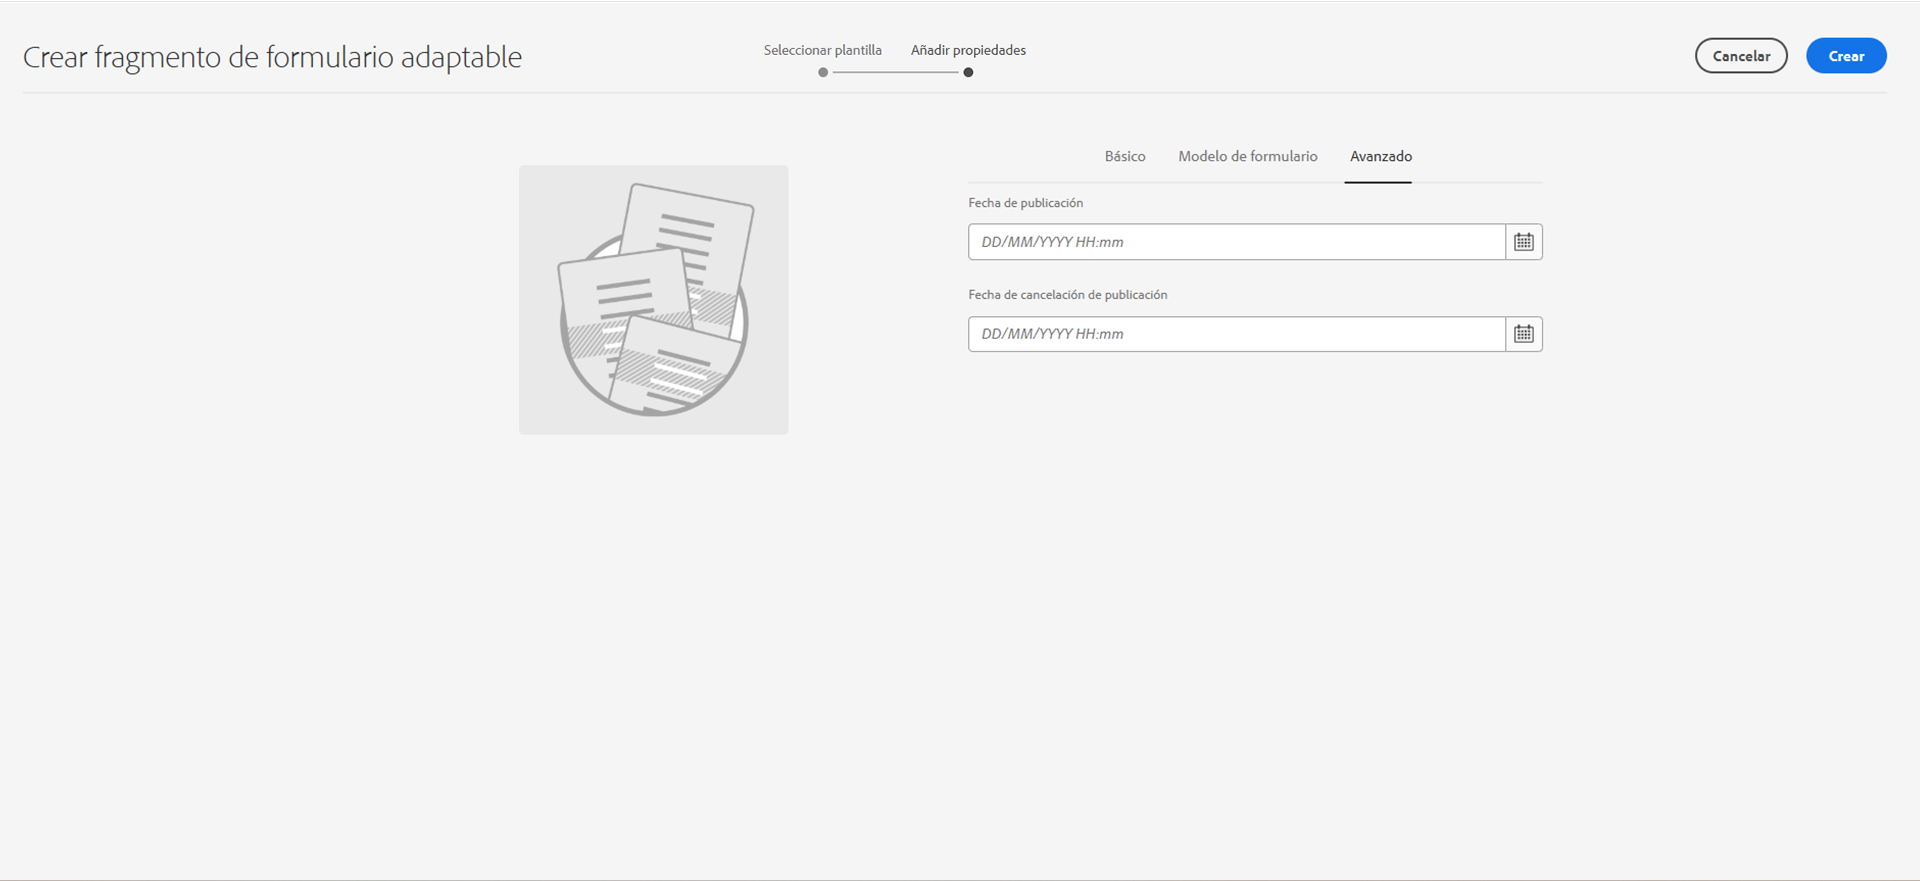 Crear fragmento de formulario adaptable
Seleccionar plantilla
Añadir propiedades
Cancelar
Crear
Básico
Modelo de formulario
Avanzado
Fecha de publicación
DD/MM/YYYY HH:mm
Fecha de cancelación de publicación
DD/MM/YYYY HH:mm